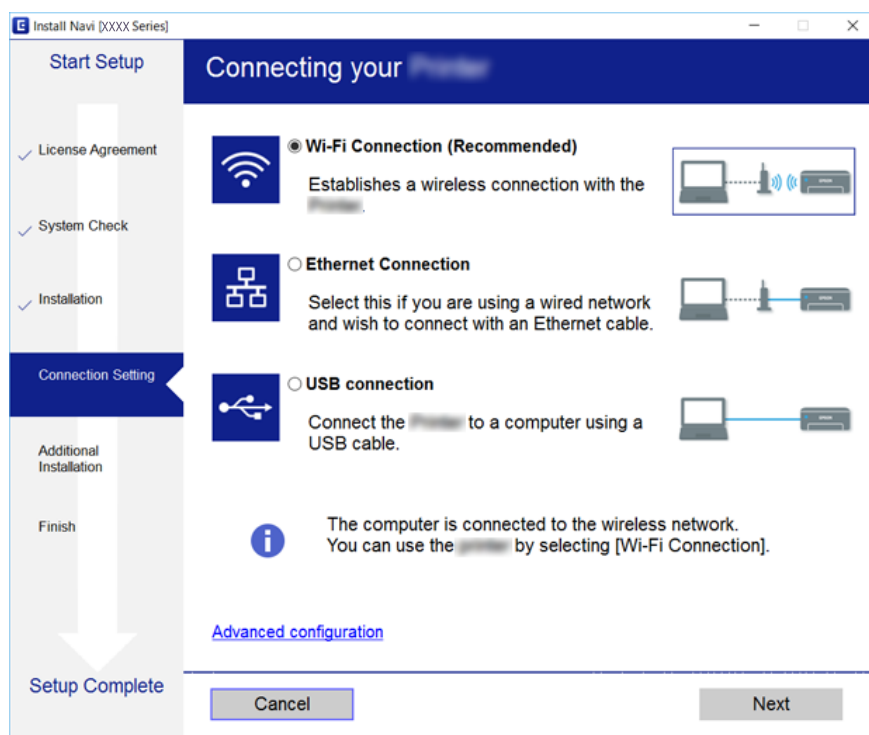 Install Navi [XXXX Series]
Start Setup
License Agreement
System Check
Installation
Connection Setting
Additional
Installation
Finish
Setup Complete
Connecting your
Wi-Fi Connection (Recommended)
Establishes a wireless connection with the
.
Ethernet Connection
Select this if you are using a wired network
and wish to connect with an Ethernet cable.
USB connection
Connect the to a computer using a
USB cable.
The computer is connected to the wireless network.
You can use the by selecting [Wi-Fi Connection].
Advanced configuration
Cancel
Next